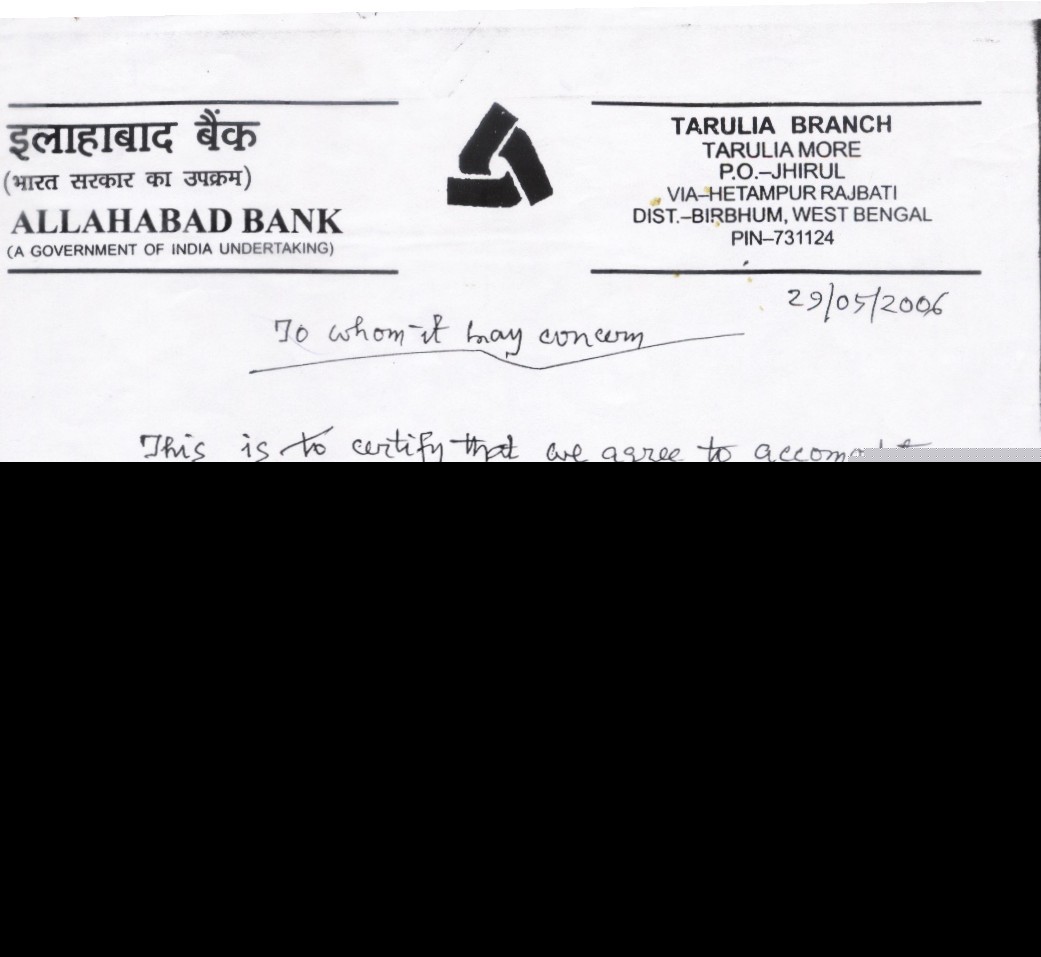 इलाहाबाद बैंक
(भारत सरकार का उपक्रम)
ALLAHABAD BANK
(A GOVERNMENT OF INDIA UNDERTAKING)
TARULIA BRANCH
TARULIA MORE
P.O.–JHIRUL
VIA–HETAMPUR RAJBATI
DIST.–BIRBHUM, WEST BENGAL
PIN–731124
29/05/2006
To whom it may concern
This is to certify that we agree to